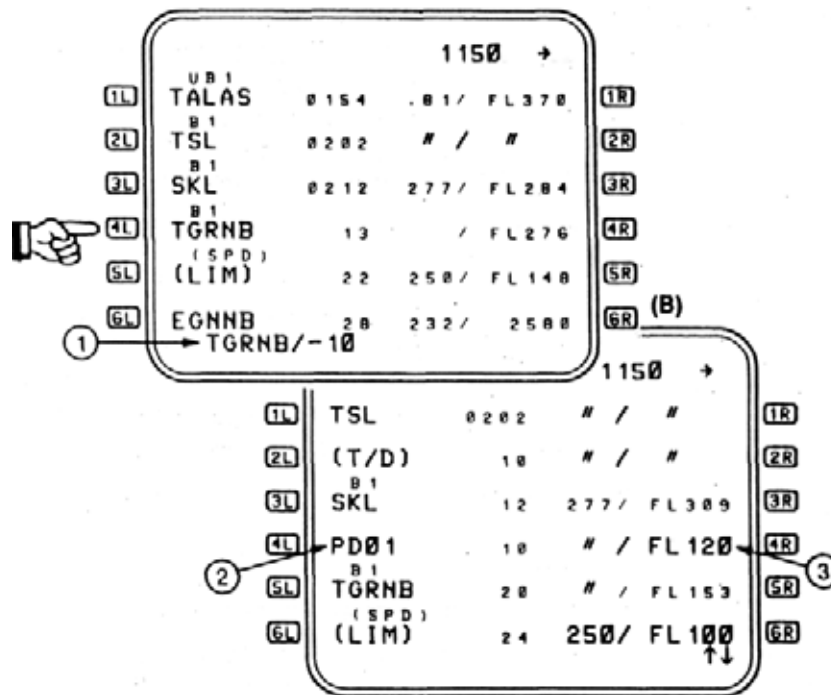 1150 →
UB1
1L TALAS 0154 .81/ FL370 1R
B1
2L TSL 0202 " / " 2R
B1
3L SKL 0212 277/ FL284 3R
B1
4L TGRNB 13 / FL276 4R
(SPD)
5L (LIM) 22 250/ FL148 5R
6L EGNNB 28 232/ 2580 6R (B)
1 TGRNB/-10
1150 →
1L TSL 0202 " / " 1R
2L (T/D) 10 " / " 2R
B1
3L SKL 12 277/ FL309 3R
2 4L PD01 10 " / FL120 4R 3
B1
5L TGRNB 20 " / FL153 5R
(SPD)
6L (LIM) 24 250/ FL100 6R
↑↓